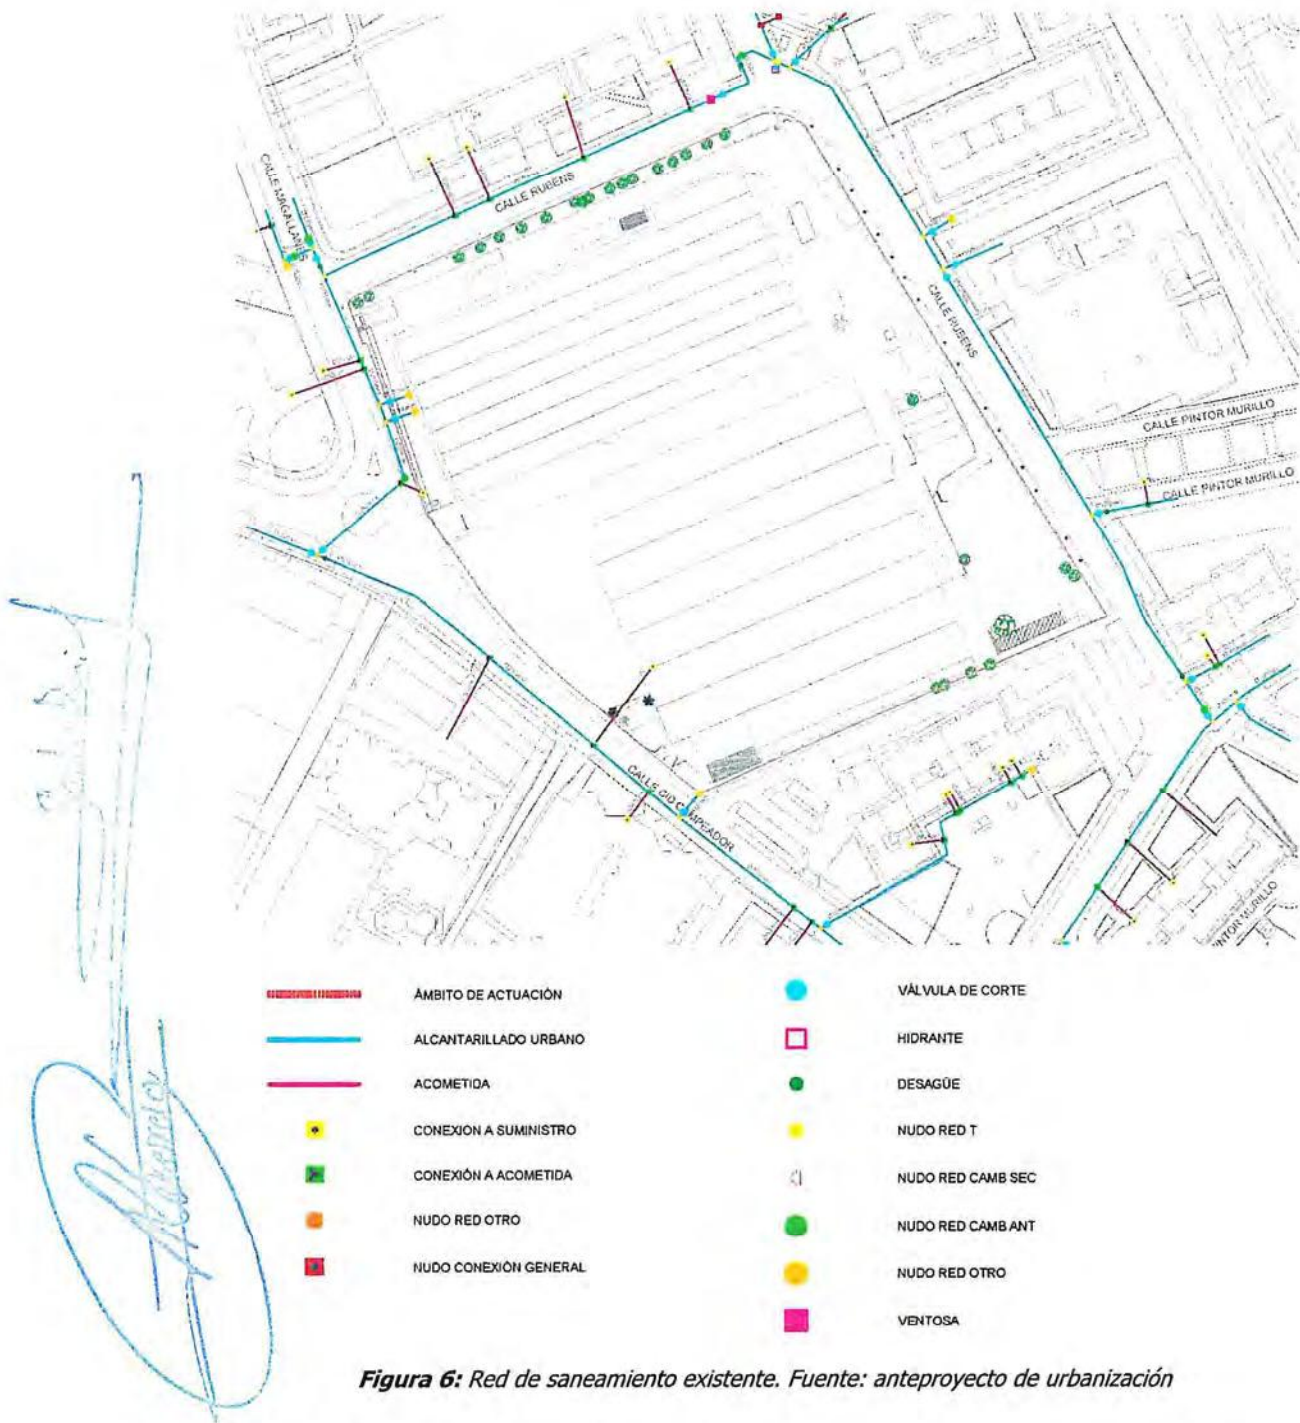 CALLE MAGALLANES
CALLE RUBENS
CALLE RUBENS
CALLE PINTOR MURILLO
CALLE PINTOR MURILLO
CALLE CID CAMPEADOR
PINTOR MURILLO
ÁMBITO DE ACTUACIÓN
ALCANTARILLADO URBANO
ACOMETIDA
CONEXION A SUMINISTRO
CONEXIÓN A ACOMETIDA
NUDO RED OTRO
NUDO CONEXIÓN GENERAL
VÁLVULA DE CORTE
HIDRANTE
DESAGÜE
NUDO RED T
NUDO RED CAMB SEC
NUDO RED CAMB ANT
NUDO RED OTRO
VENTOSA
Figura 6: Red de saneamiento existente. Fuente: anteproyecto de urbanización